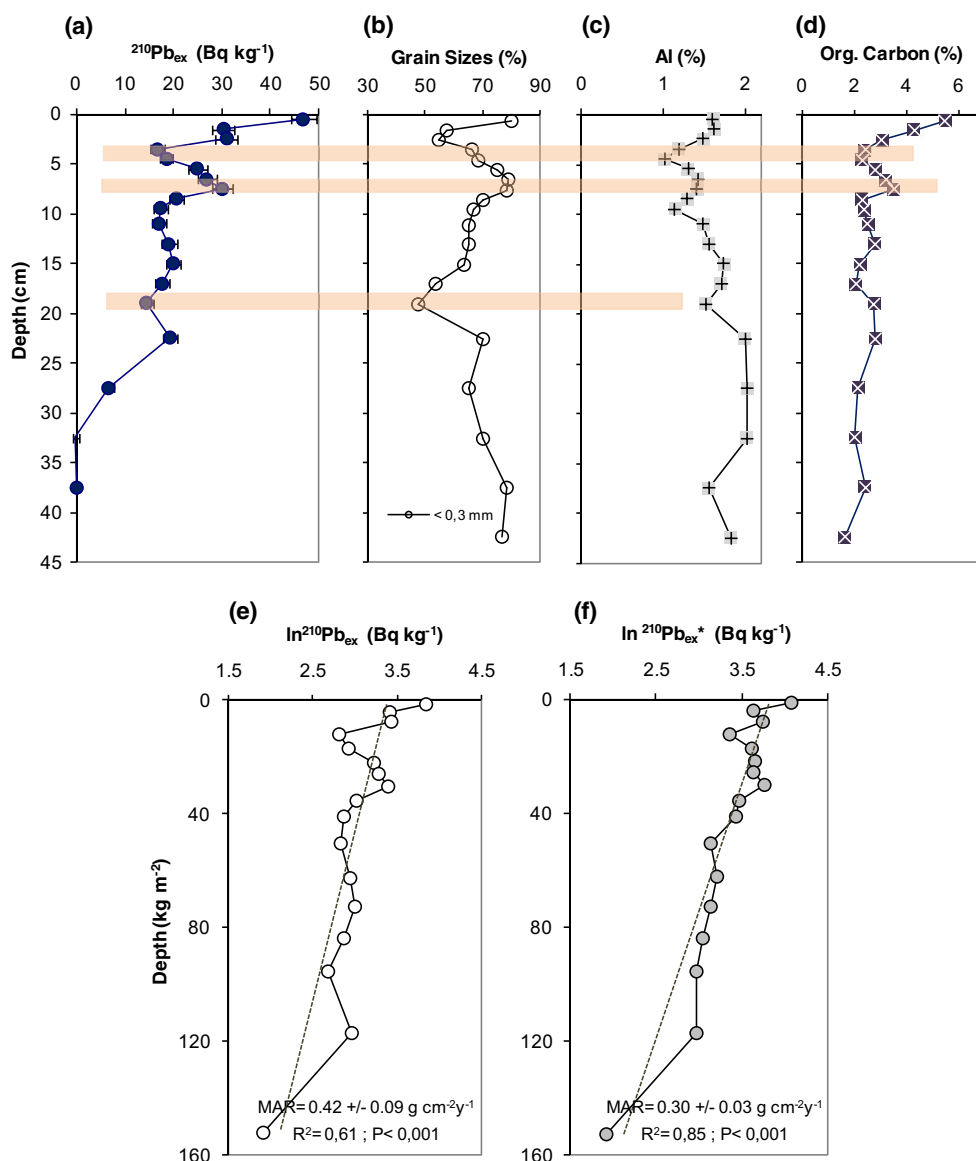 (a) (b) (c) (d)
²¹⁰Pbex (Bq kg⁻¹) Grain Sizes (%) Al (%) Org. Carbon (%)
0 10 20 30 40 50 30 50 70 90 0 1 2 0 2 4 6
0
5
10
15
20
25
30
35
40
45
Depth (cm)
< 0,3 mm
(e) (f)
ln²¹⁰Pbex (Bq kg⁻¹) ln ²¹⁰Pbex* (Bq kg⁻¹)
1.5 2.5 3.5 4.5 1.5 2.5 3.5 4.5
0 0
40 40
80 80
120 120
160 160
Depth (kg m⁻²)
MAR= 0.42 +/- 0.09 g cm⁻²y⁻¹ MAR= 0.30 +/- 0.03 g cm⁻²y⁻¹
R²= 0,61 ; P< 0,001 R²= 0,85 ; P< 0,001